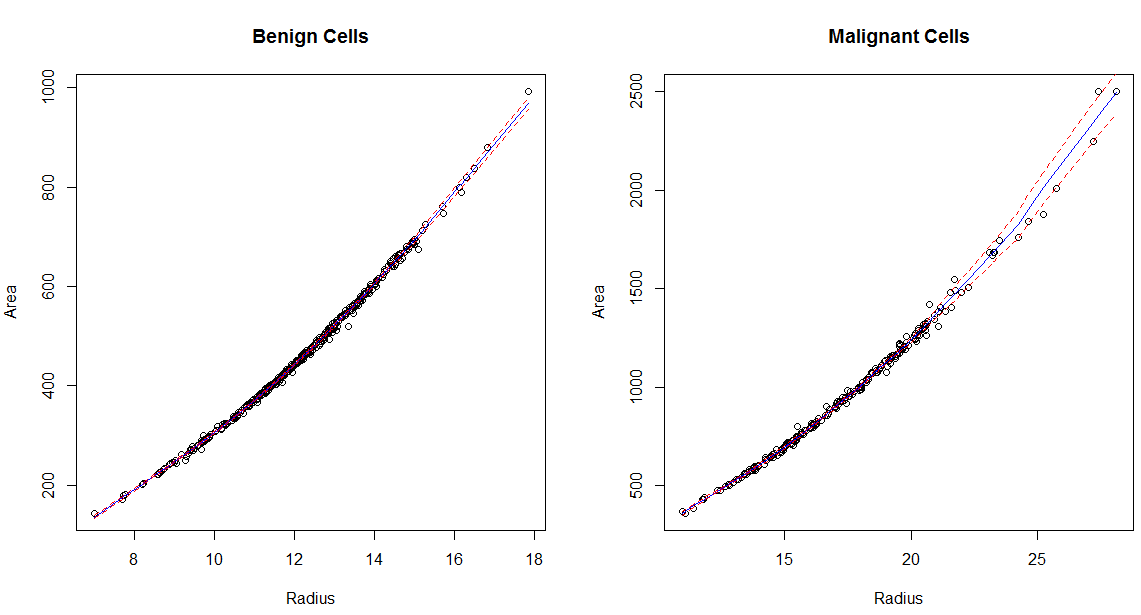 Benign Cells
Area
1000
800
600
400
200
8 10 12 14 16 18
Radius
Malignant Cells
Area
2500
2000
1500
1000
500
15 20 25
Radius